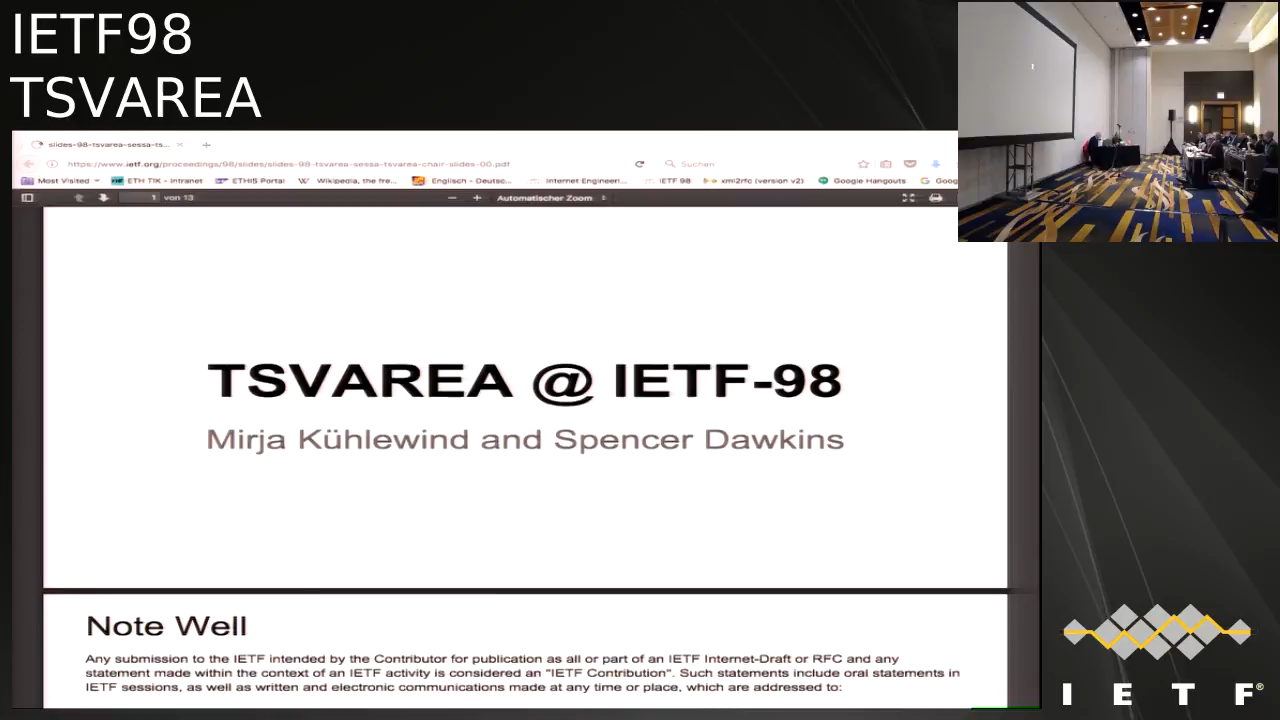 IETF98
TSVAREA
slides-98-tsvarea-sessa-ts...
https://www.ietf.org/proceedings/98/slides/slides-98-tsvarea-sessa-tsvarea-chair-slides-00.pdf
Suchen
Most Visited
ETH TIK - Intranet
ETHIS Portal
Wikipedia, the fre...
Englisch - Deutsc...
Internet Engineeri...
IETF 98
xml2rfc (version v2)
Google Hangouts
Goog
1 von 13
Automatischer Zoom
TSVAREA @ IETF-98
Mirja Kühlewind and Spencer Dawkins
Note Well
Any submission to the IETF intended by the Contributor for publication as all or part of an IETF Internet-Draft or RFC and any
statement made within the context of an IETF activity is considered an "IETF Contribution". Such statements include oral statements in
IETF sessions, as well as written and electronic communications made at any time or place, which are addressed to:
I E T F®